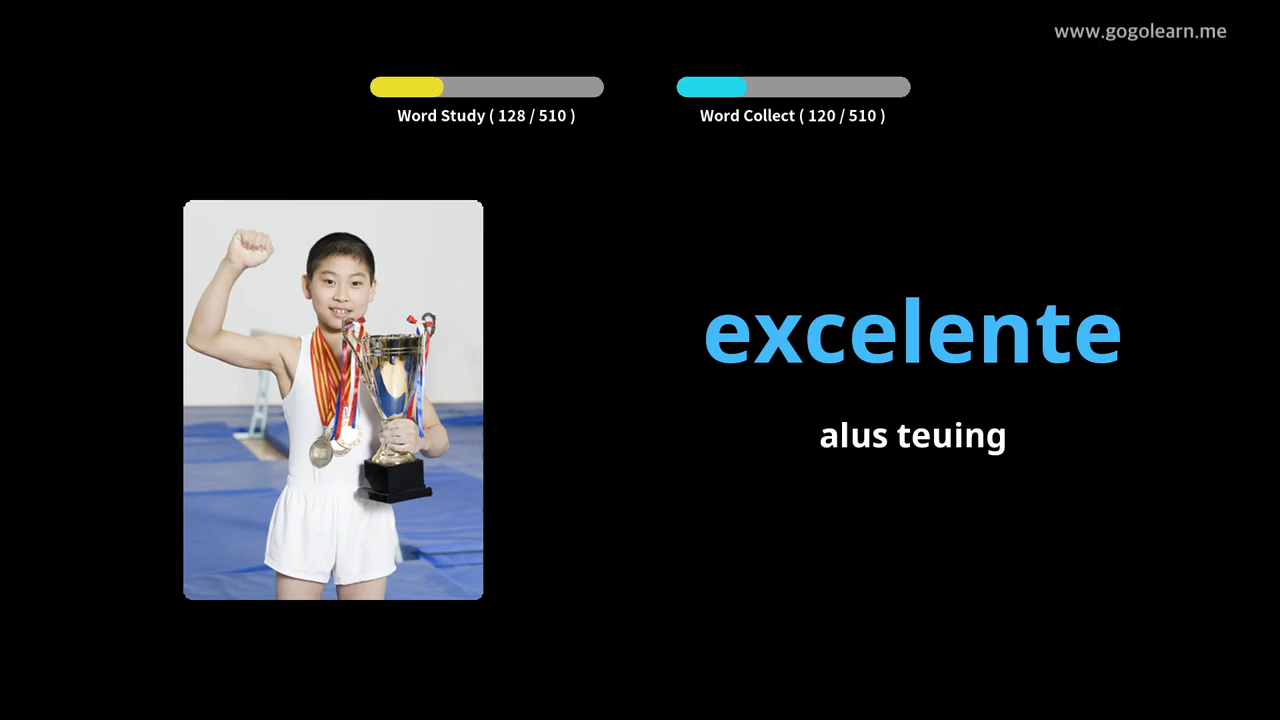 www.gogolearn.me
Word Study ( 128 / 510 )
Word Collect ( 120 / 510 )
excelente
alus teuing